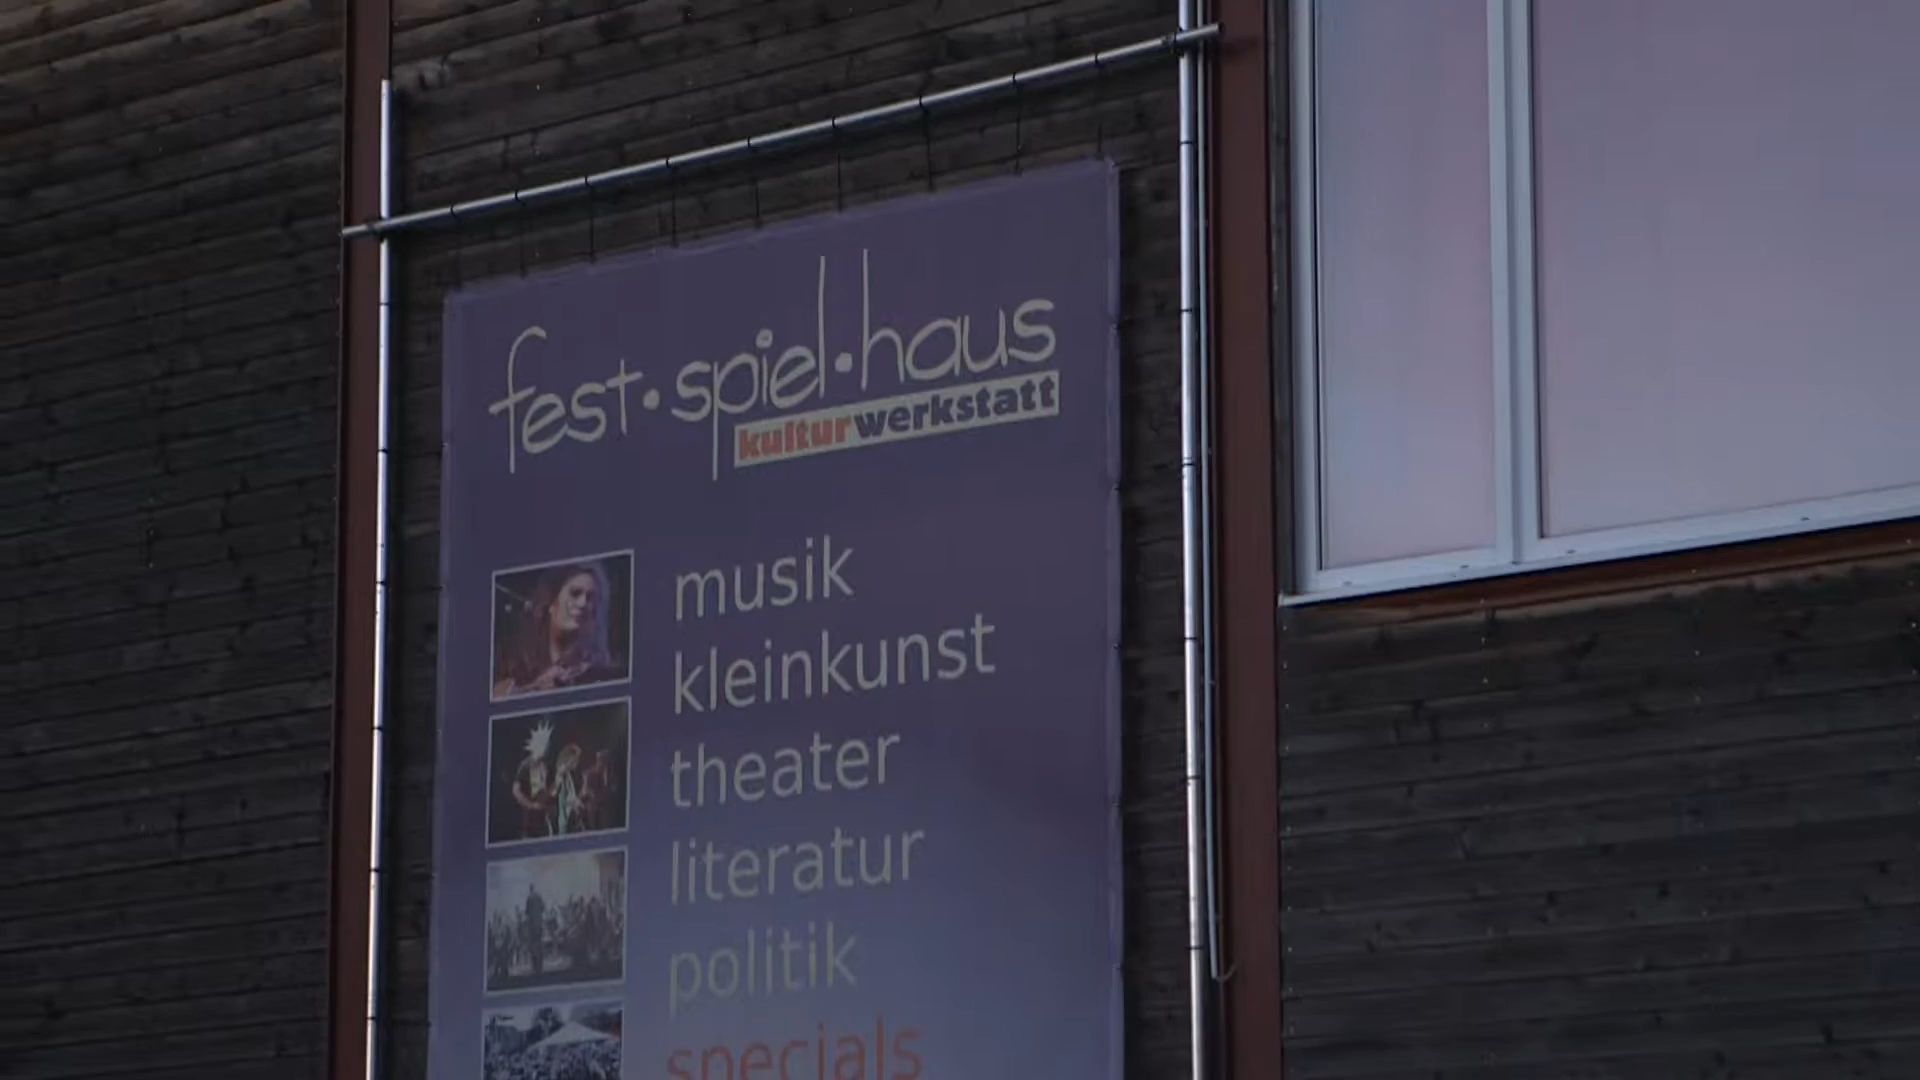 fest·spiel·haus
kulturwerkstatt
musik
kleinkunst
theater
literatur
politik
specials